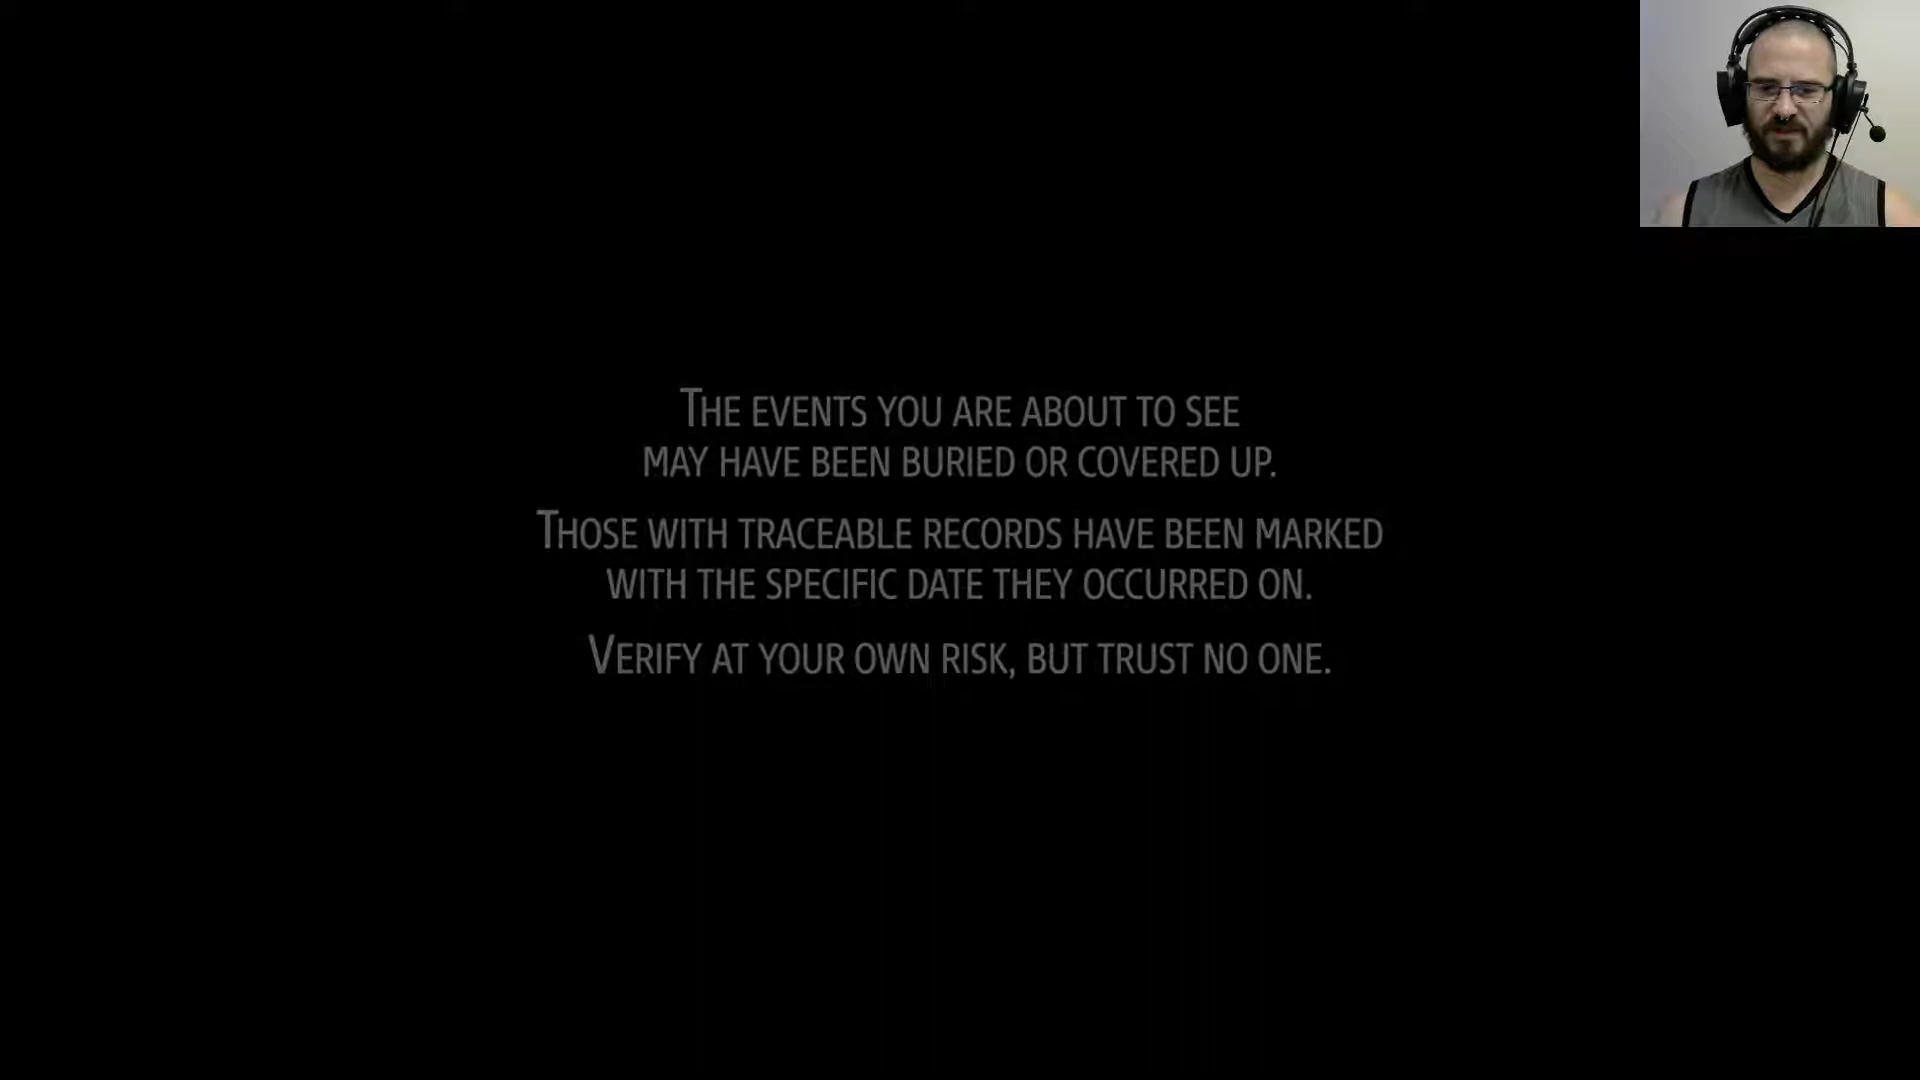 THE EVENTS YOU ARE ABOUT TO SEE
MAY HAVE BEEN BURIED OR COVERED UP.
THOSE WITH TRACEABLE RECORDS HAVE BEEN MARKED
WITH THE SPECIFIC DATE THEY OCCURRED ON.
VERIFY AT YOUR OWN RISK, BUT TRUST NO ONE.